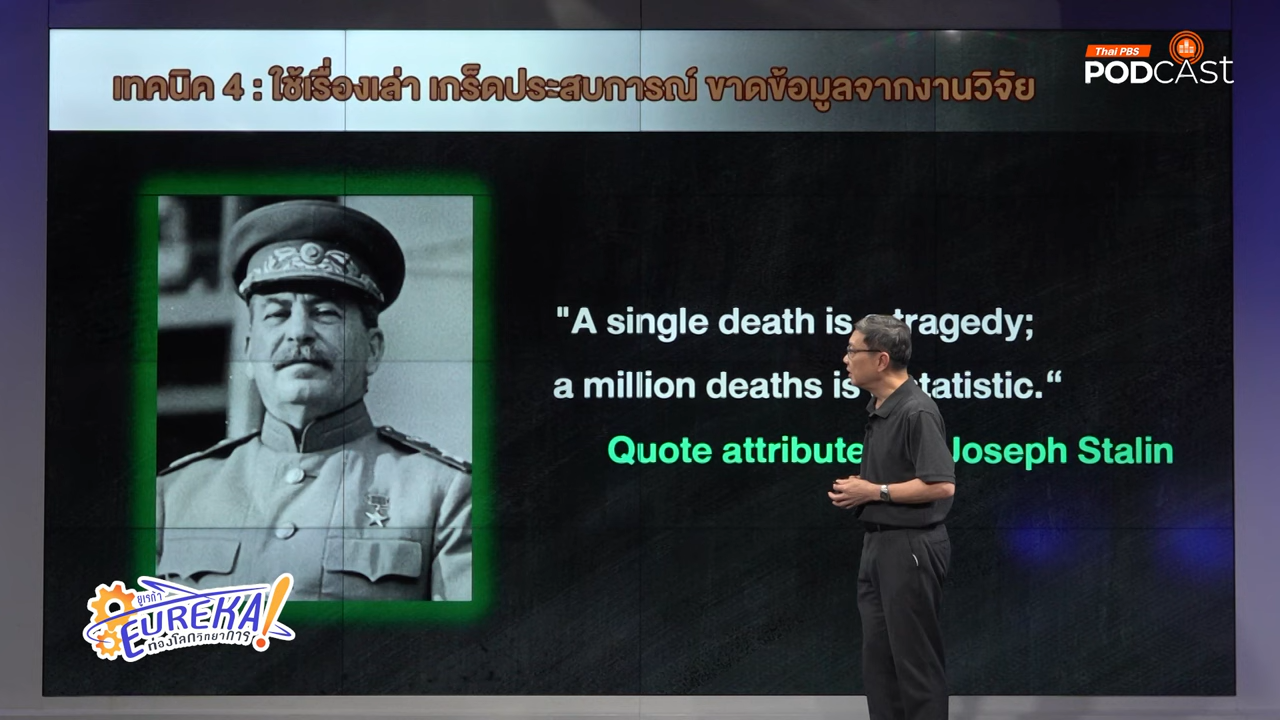 Thai PBS
PODCAST
เทคนิค 4 : ใช้เรื่องเล่า เกร็ดประสบการณ์ ขาดข้อมูลจากงานวิจัย
"A single death is tragedy;
a million deaths is statistic.“
Quote Joseph Stalin
ยูเรก้า
EUREKA!
ท่องโลกวิทยาการ